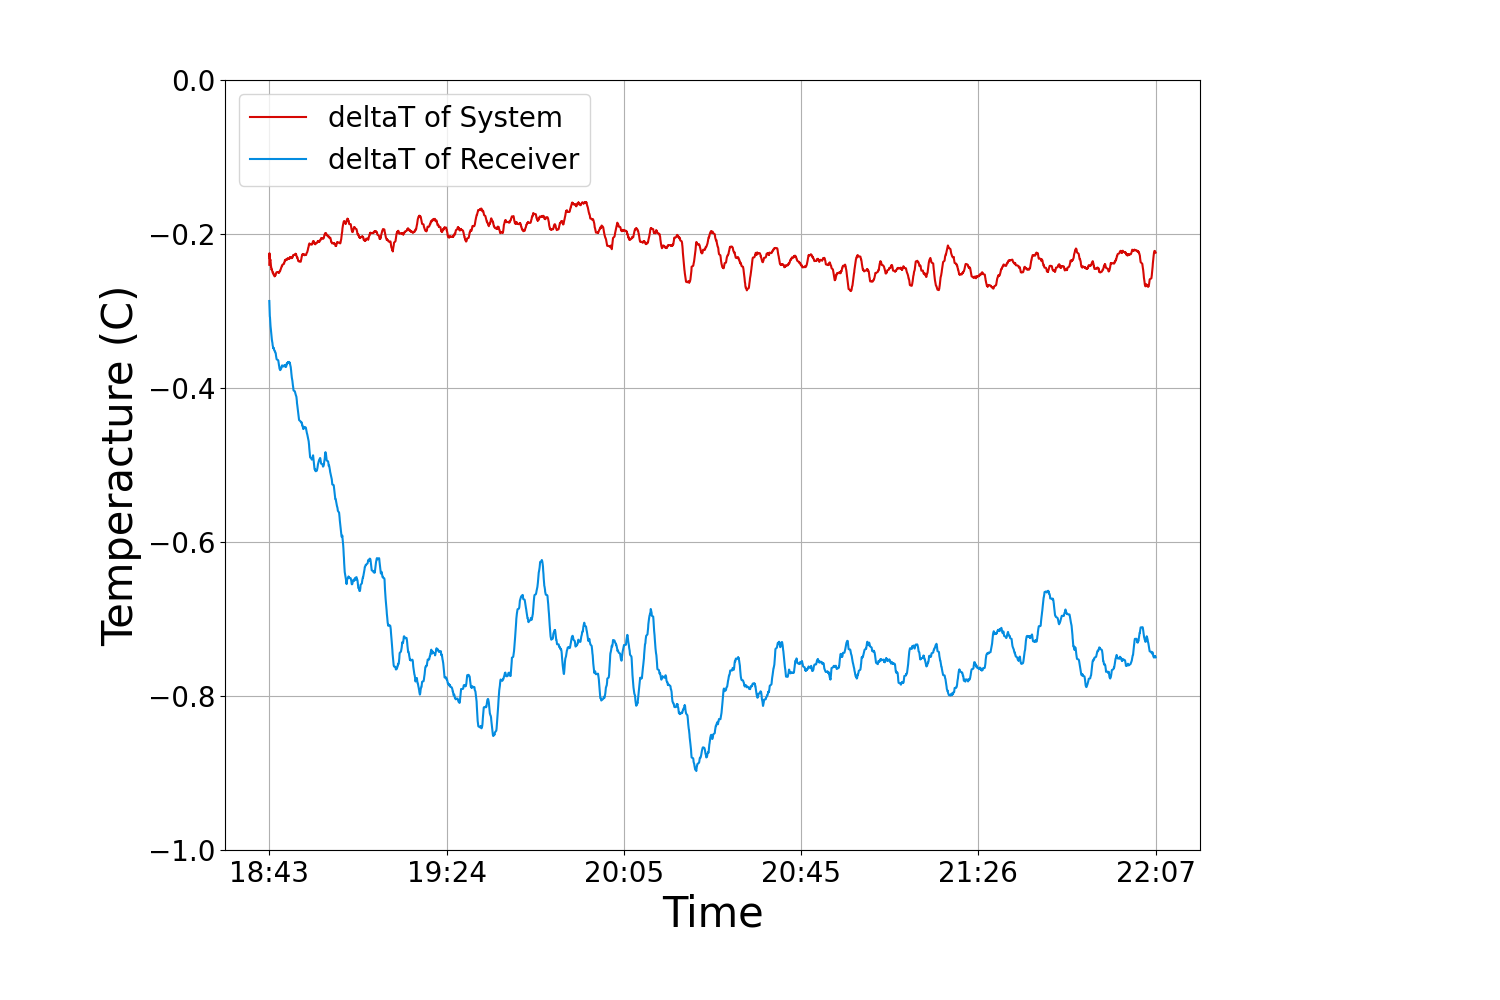 0.0
deltaT of System
deltaT of Receiver
−0.2
−0.4
−0.6
−0.8
−1.0
Temperacture (C)
18:43 19:24 20:05 20:45 21:26 22:07
Time